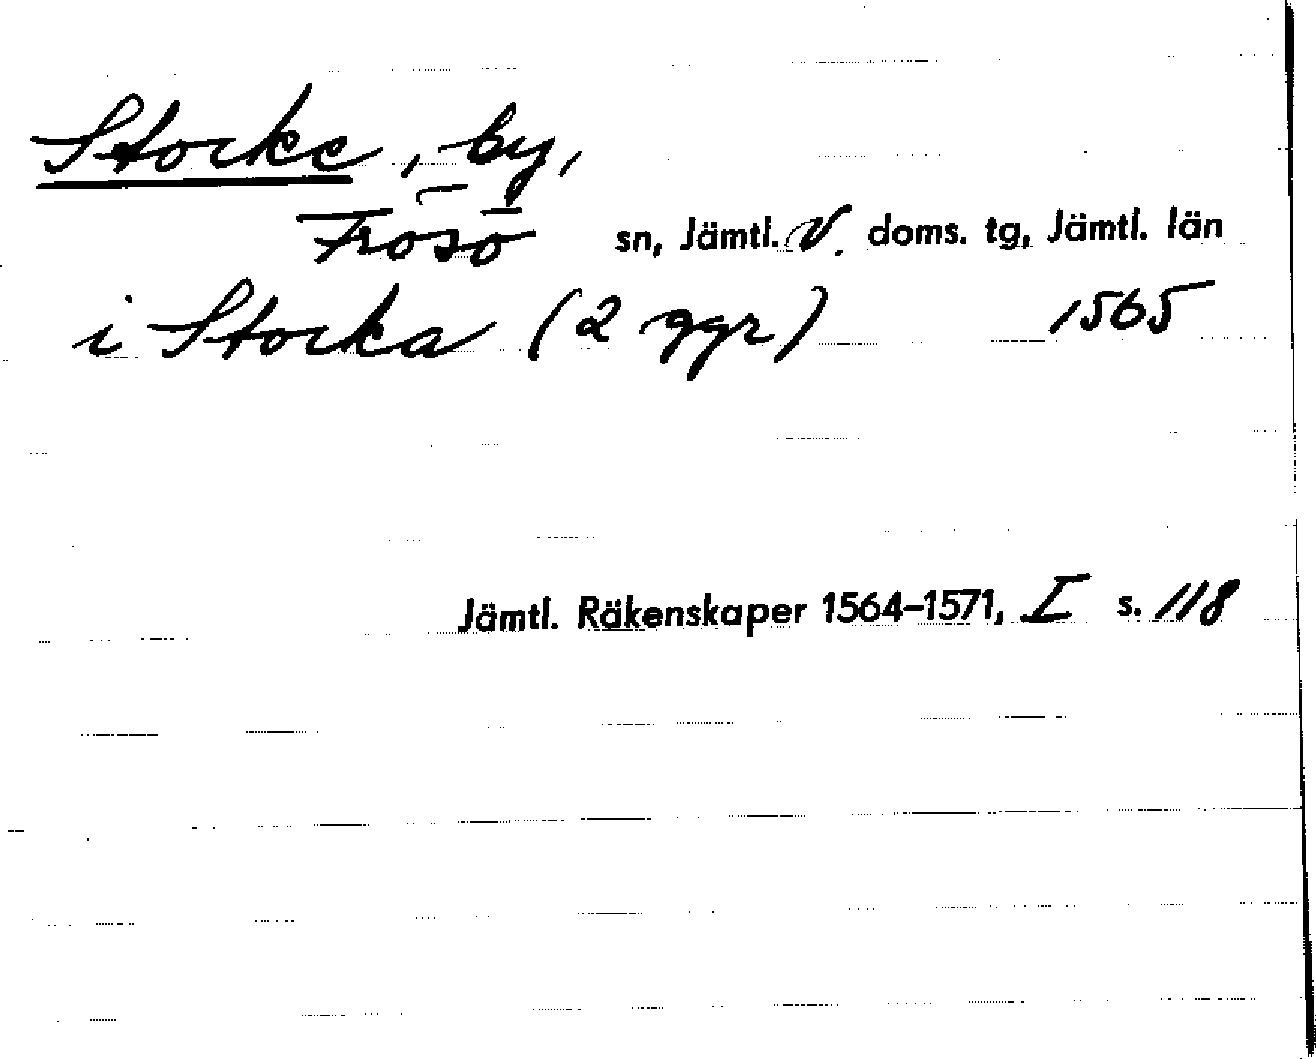 Stocke, by,
Frösö sn, Jämtl. V. doms. tg, Jämtl. län
i Stocka (2 ggr) 1565
Jämtl. Räkenskaper 1564–1571, I s. 118